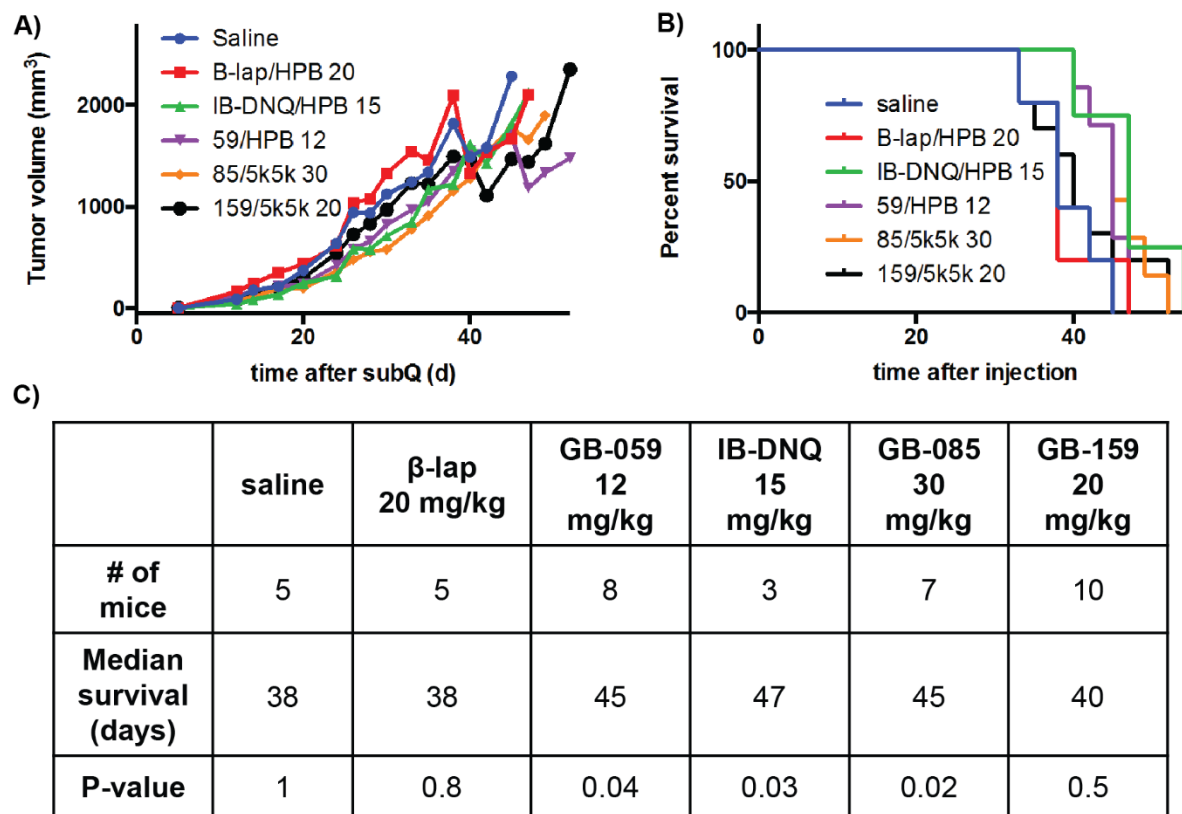 A)
Tumor volume (mm³)
2000
1000
0
Saline
B-lap/HPB 20
IB-DNQ/HPB 15
59/HPB 12
85/5k5k 30
159/5k5k 20
0
20
40
time after subQ (d)
B)
Percent survival
100
50
0
saline
B-lap/HPB 20
IB-DNQ/HPB 15
59/HPB 12
85/5k5k 30
159/5k5k 20
0
20
40
time after injection
C)
saline
β-lap
20 mg/kg
GB-059
12
mg/kg
IB-DNQ
15
mg/kg
GB-085
30
mg/kg
GB-159
20
mg/kg
# of
mice
5
5
8
3
7
10
Median
survival
(days)
38
38
45
47
45
40
P-value
1
0.8
0.04
0.03
0.02
0.5